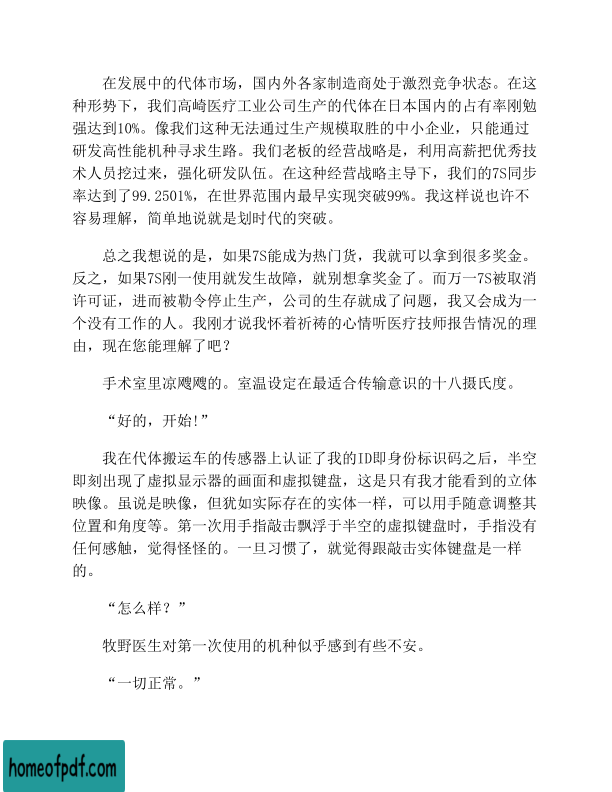 在发展中的代体市场，国内外各家制造商处于激烈竞争状态。在这
种形势下，我们高崎医疗工业公司生产的代体在日本国内的占有率刚勉
强达到10%。像我们这种无法通过生产规模取胜的中小企业，只能通过
研发高性能机种寻求生路。我们老板的经营战略是，利用高薪把优秀技
术人员挖过来，强化研发队伍。在这种经营战略主导下，我们的7S同步
率达到了99.2501%，在世界范围内最早实现突破99%。我这样说也许不
容易理解，简单地说就是划时代的突破。
总之我想说的是，如果7S能成为热门货，我就可以拿到很多奖金。
反之，如果7S刚一使用就发生故障，就别想拿奖金了。而万一7S被取消
许可证，进而被勒令停止生产，公司的生存就成了问题，我又会成为一
个没有工作的人。我刚才说我怀着祈祷的心情听医疗技师报告情况的理
由，现在您能理解了吧？
手术室里凉飕飕的。室温设定在最适合传输意识的十八摄氏度。
“好的，开始!”
我在代体搬运车的传感器上认证了我的ID即身份标识码之后，半空
即刻出现了虚拟显示器的画面和虚拟键盘，这是只有我才能看到的立体
映像。虽说是映像，但犹如实际存在的实体一样，可以用手随意调整其
位置和角度等。第一次用手指敲击飘浮于半空的虚拟键盘时，手指没有
任何感触，觉得怪怪的。一旦习惯了，就觉得跟敲击实体键盘是一样
的。
“怎么样？”
牧野医生对第一次使用的机种似乎感到有些不安。
“一切正常。”
homeofpdf.com